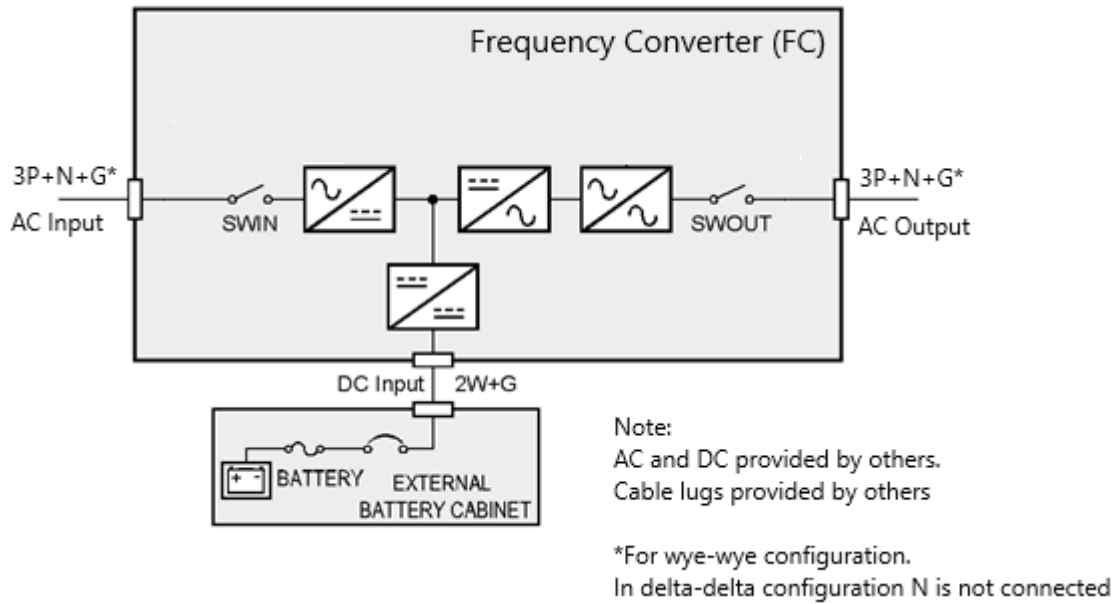 Frequency Converter (FC)
3P+N+G*
AC Input
SWIN
SWOUT
3P+N+G*
AC Output
DC Input
2W+G
BATTERY
EXTERNAL
BATTERY CABINET
Note:
AC and DC provided by others.
Cable lugs provided by others
*For wye-wye configuration.
In delta-delta configuration N is not connected